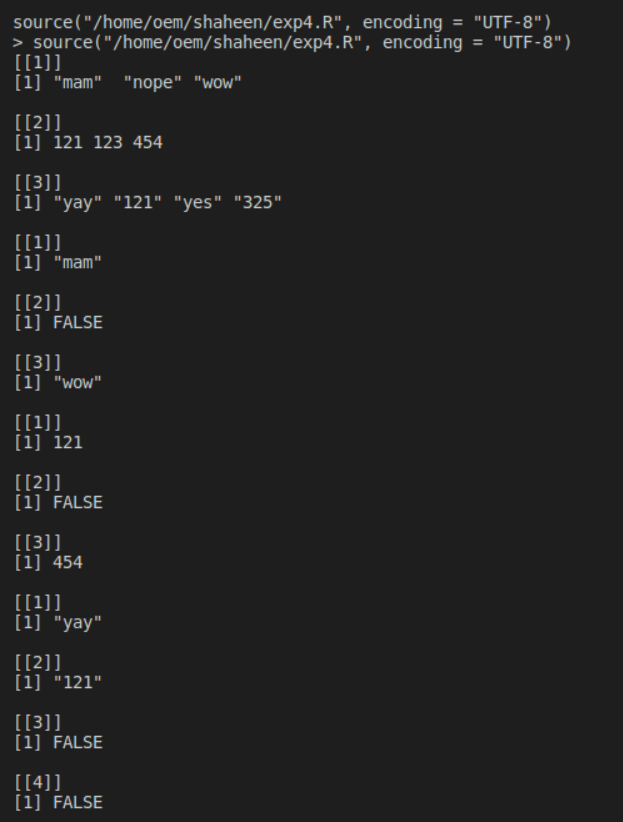 source("/home/oem/shaheen/exp4.R", encoding = "UTF-8")
> source("/home/oem/shaheen/exp4.R", encoding = "UTF-8")
[[1]]
[1] "mam"  "nope" "wow"

[[2]]
[1] 121 123 454

[[3]]
[1] "yay" "121" "yes" "325"

[[1]]
[1] "mam"

[[2]]
[1] FALSE

[[3]]
[1] "wow"

[[1]]
[1] 121

[[2]]
[1] FALSE

[[3]]
[1] 454

[[1]]
[1] "yay"

[[2]]
[1] "121"

[[3]]
[1] FALSE

[[4]]
[1] FALSE